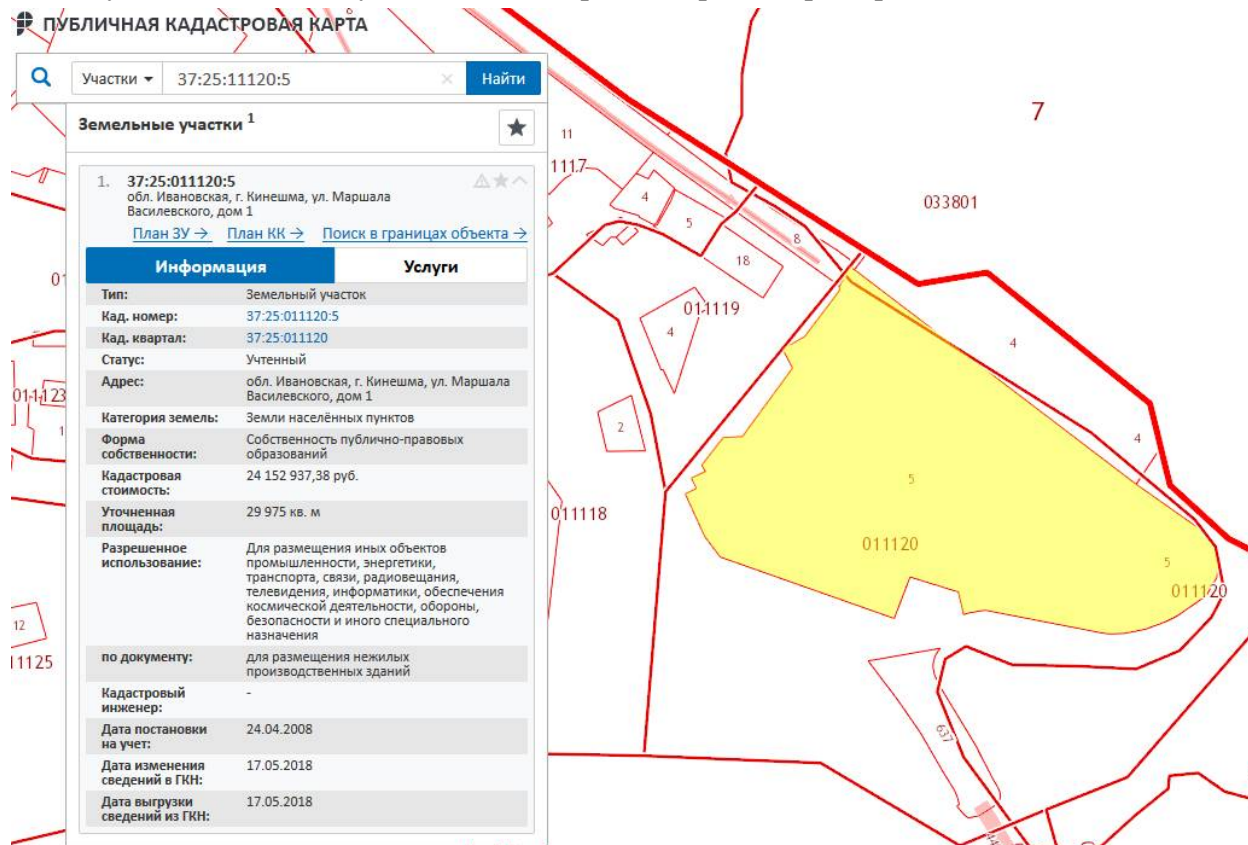 ПУБЛИЧНАЯ КАДАСТРОВАЯ КАРТА
Участки
37:25:11120:5
×
Найти
Земельные участки 1
1. 37:25:011120:5
обл. Ивановская, г. Кинешма, ул. Маршала
Василевского, дом 1
План ЗУ → План КК → Поиск в границах объекта →
Информация Услуги
Тип: Земельный участок
Кад. номер: 37:25:011120:5
Кад. квартал: 37:25:011120
Статус: Учтенный
Адрес: обл. Ивановская, г. Кинешма, ул. Маршала
Василевского, дом 1
Категория земель: Земли населённых пунктов
Форма Собственность публично-правовых
собственности: образований
Кадастровая 24 152 937,38 руб.
стоимость:
Уточненная 29 975 кв. м
площадь:
Разрешенное Для размещения иных объектов
использование: промышленности, энергетики,
транспорта, связи, радиовещания,
телевидения, информатики, обеспечения
космической деятельности, обороны,
безопасности и иного специального
назначения
по документу: для размещения нежилых
производственных зданий
Кадастровый -
инженер:
Дата постановки 24.04.2008
на учет:
Дата изменения 17.05.2018
сведений в ГКН:
Дата выгрузки 17.05.2018
сведений из ГКН:
7
11
1117
033801
4
5
8
18
011119
4
4
2
4
5
011118
011120
5
011120
12
11125
637